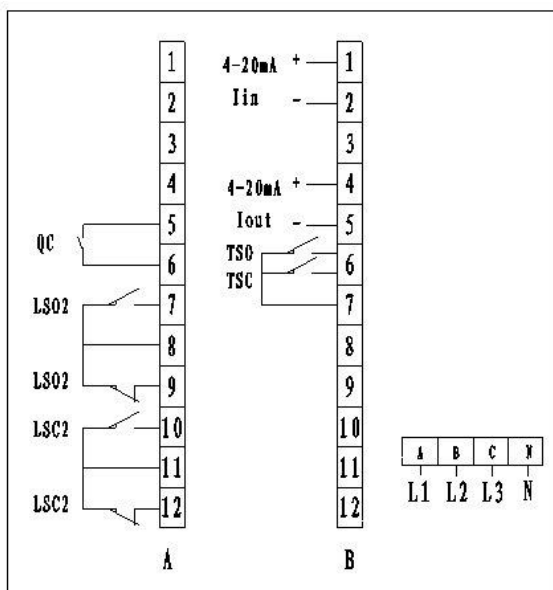 1 4-20mA + 1
2 Iin - 2
3 3
4 4-20mA + 4
5 Iout - 5
QC 6 TSO 6
TSC
LSO2 7 7
8 8
LSO2 9 9
LSC2 10 10
11 11
LSC2 12 12
A B C N
L1 L2 L3 N
A B